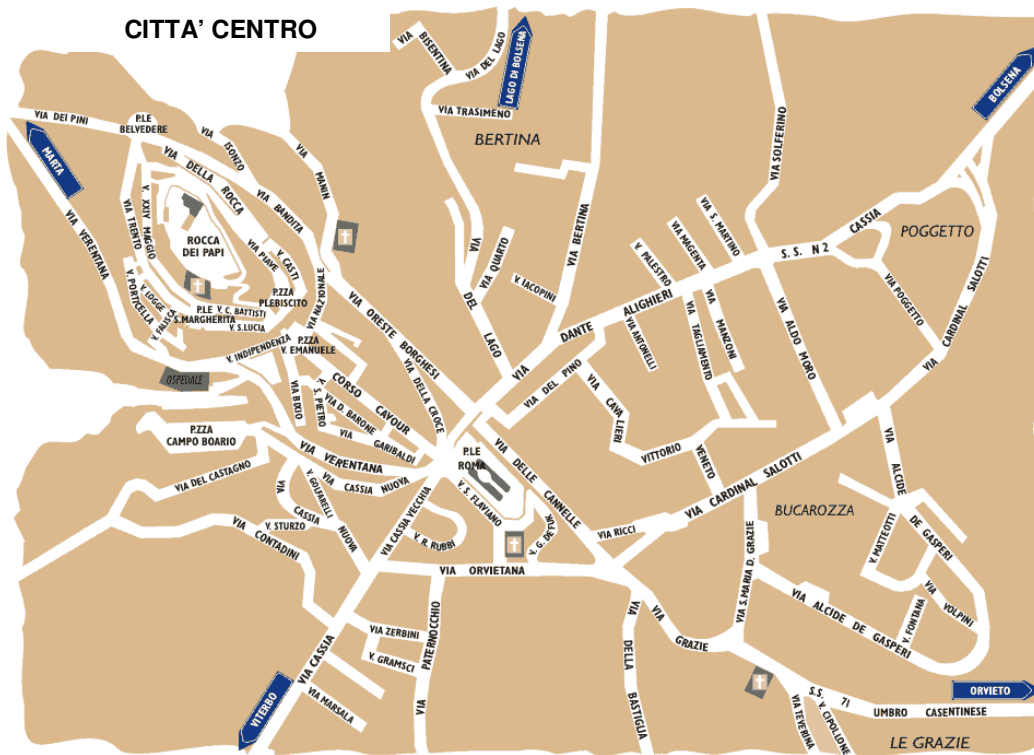 CITTA' CENTRO
VIA BISENTINA
VIA DEL LAGO
LAGO DI BOLSENA
BOLSENA
VIA TRASIMENO
BERTINA
VIA DEI PINI
P.LE
BELVEDERE
VIA ISONZO
VIA MANIN
VIA SOLFERINO
MARTA
VIA DELLA ROCCA
VIA BANDITA
V. XXIV MAGGIO
VIA TRENTO
VIA VERENTANA
ROCCA
DEI PAPI
VIA PIAVE
V. CASTI
P.ZZA
PLEBISCITO
VIA NAZIONALE
V. PORTICELLA
V. LOGGE
V. FALISCA
P.LE
S.MARGHERITA
V. C. BATTISTI
V. S.LUCIA
V. INDIPENDENZA
P.ZZA
V. EMANUELE
OSPEDALE
VIA ORESTE BORGHESI
VIA DELLA CROCE
CORSO CAVOUR
VIA BIXIO
V. S. PIETRO
VIA D. BARONE
VIA GARIBALDI
P.ZZA
CAMPO BOARIO
VIA VERENTANA
VIA CASSIA NUOVA
VIA DEL CASTAGNO
V. GOLFARELLI
VIA CASSIA NUOVA
V. STURZO
VIA CONTADINI
VIA DEL LAGO
VIA QUARTO
V. IACOPINI
VIA BERTINA
VIA DANTE ALIGHIERI
V. PALESTRO
VIA MAGENTA
VIA S. MARTINO
S.S. N 2 CASSIA
POGGETTO
VIA POGGETTO
VIA CARDINAL SALOTTI
VIA ANTONELLI
VIA TAGLIAMENTO
VIA MANZONI
VIA ALDO MORO
VIA DEL PINO
VIA CAVALLIERI
VITTORIO VENETO
P.LE
ROMA
VIA DELLE CANNELLE
V. S. FLAVIANO
VIA CASSIA VECCHIA
V. R. RUBBI
V. G. DE FUK
VIA RICCI
VIA CARDINAL SALOTTI
BUCAROZZA
VIA ALCIDE DE GASPERI
V. MATTEOTTI
VIA S.MARIA D. GRAZIE
VIA ORVIETANA
VIA ALCIDE DE GASPERI
V. FONTANA
VIA VOLPINI
VIA PATERNOCCHIO
VIA ZERBINI
V. GRAMSCI
VIA CASSIA
VIA MARSALA
VITERBO
VIA DELLA BASTIGLIA
VIA GRAZIE
S.S. 71
UMBRO CASENTINESE
ORVIETO
VIA TEVERINA
V. CIPOLLONE
LE GRAZIE